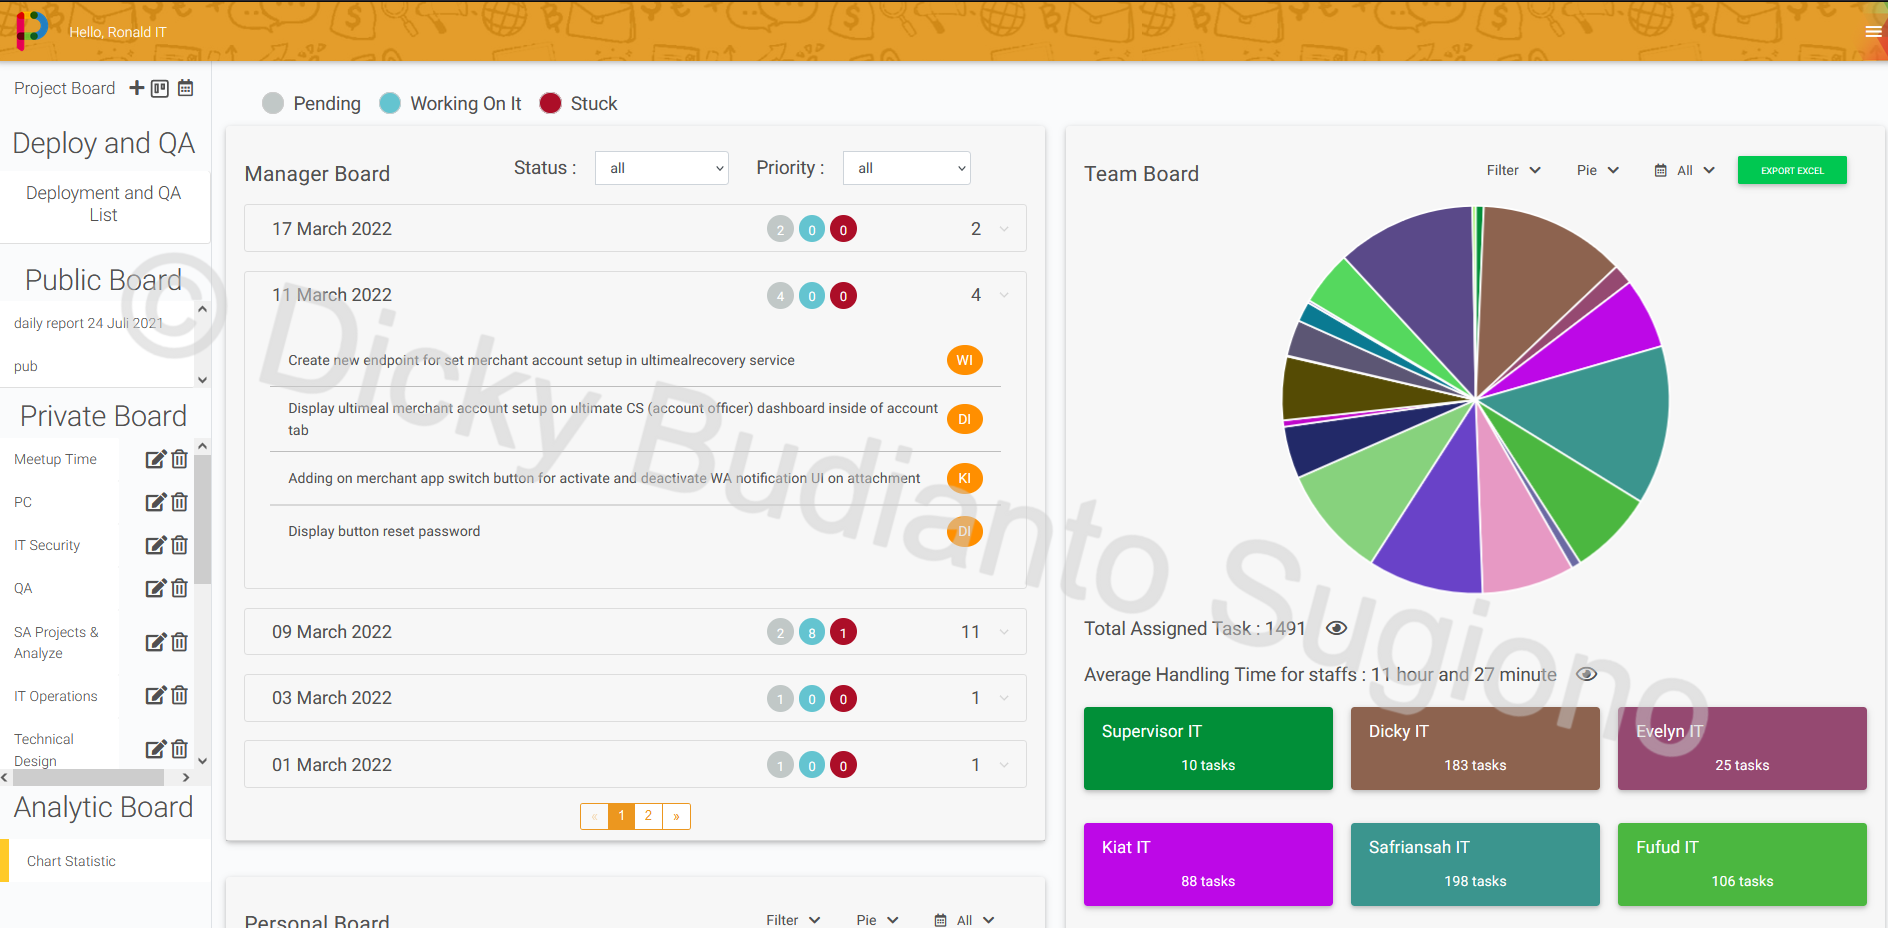 Hello, Ronald IT
Project Board
Deploy and QA
Deployment and QA
List
Public Board
daily report 24 Juli 2021
pub
Private Board
Meetup Time
PC
IT Security
QA
SA Projects &
Analyze
IT Operations
Technical
Design
Analytic Board
Chart Statistic
Pending
Working On It
Stuck
Manager Board
Status :
all
Priority :
all
17 March 2022
2
0
0
2
11 March 2022
4
0
0
4
Create new endpoint for set merchant account setup in ultimealrecovery service
WI
Display ultimeal merchant account setup on ultimate CS (account officer) dashboard inside of account
tab
DI
Adding on merchant app switch button for activate and deactivate WA notification UI on attachment
KI
Display button reset password
DI
09 March 2022
2
8
1
11
03 March 2022
1
0
0
1
01 March 2022
1
0
0
1
«
1
2
»
Personal Board
Filter
Pie
All
Team Board
Filter
Pie
All
EXPORT EXCEL
Total Assigned Task : 1491
Average Handling Time for staffs : 11 hour and 27 minute
Supervisor IT
10 tasks
Dicky IT
183 tasks
Evelyn IT
25 tasks
Kiat IT
88 tasks
Safriansah IT
198 tasks
Fufud IT
106 tasks
© Dicky Budianto Sugiono